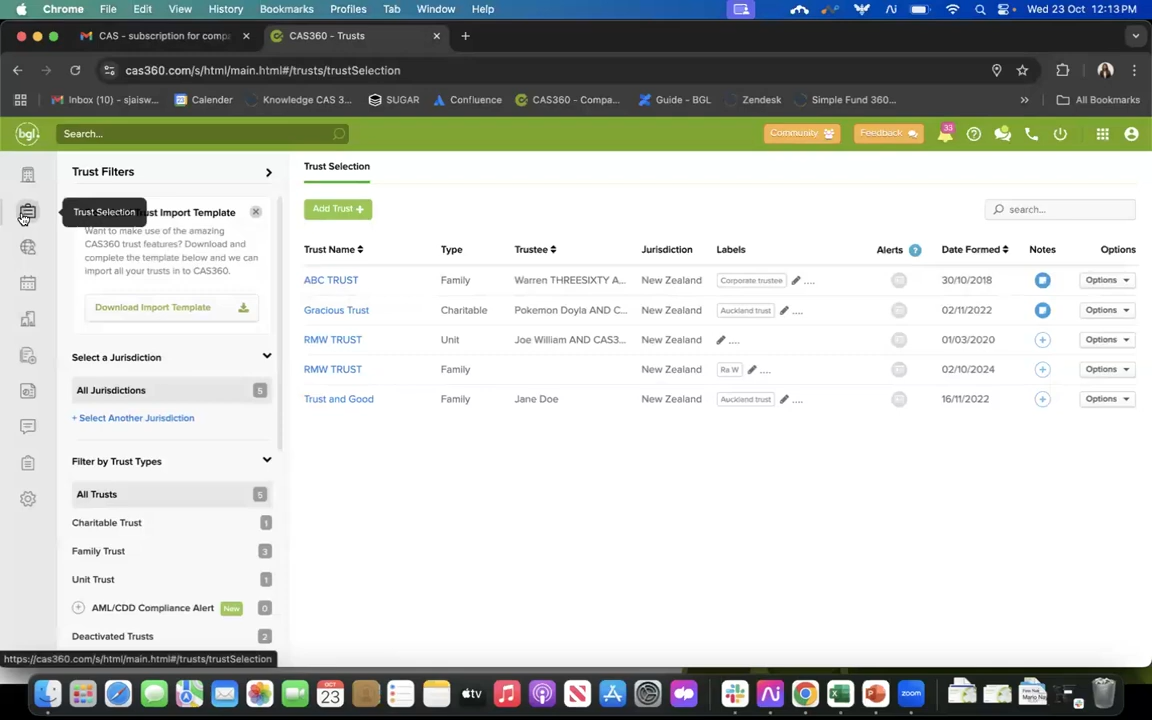 Chrome File Edit View History Bookmarks Profiles Tab Window Help Wed 23 Oct 12:13 PM
CAS - subscription for compa CAS360 - Trusts
cas360.com/s/html/main.html#/trusts/trustSelection
Inbox (10) - sjaisw... Calender Knowledge CAS 3... SUGAR Confluence CAS360 - Compa... Guide - BGL Zendesk Simple Fund 360... » All Bookmarks
bgl. Search... Community Feedback 33
Trust Filters
Trust Selection
Trust Selection
Trust Import Template
Want to make use of the amazing
CAS360 trust features? Download and
complete the template below and we can
import all your trusts in to CAS360.
Download Import Template
Select a Jurisdiction
All Jurisdictions 5
+ Select Another Jurisdiction
Filter by Trust Types
All Trusts 5
Charitable Trust 1
Family Trust 3
Unit Trust 1
AML/CDD Compliance Alert New 0
Deactivated Trusts 2
Add Trust +
search...
Trust Name Type Trustee Jurisdiction Labels Alerts ? Date Formed Notes Options
ABC TRUST Family Warren THREESIXTY A... New Zealand Corporate trustee .... 30/10/2018 Options
Gracious Trust Charitable Pokemon Doyla AND C... New Zealand Auckland trust .... 02/11/2022 Options
RMW TRUST Unit Joe William AND CAS3... New Zealand .... 01/03/2020 Options
RMW TRUST Family New Zealand Ra W .... 02/10/2024 Options
Trust and Good Family Jane Doe New Zealand Auckland trust .... 16/11/2022 Options
https://cas360.com/s/html/main.html#/trusts/trustSelection
OCT
23
tv
zoom